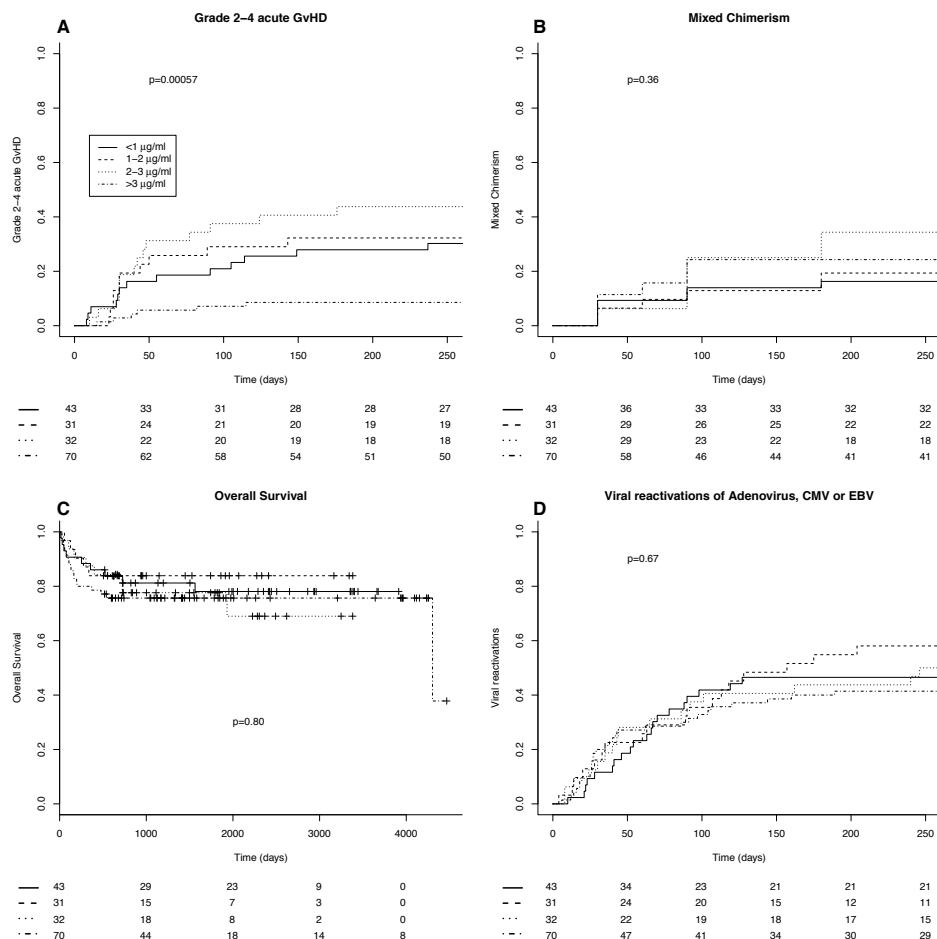 A Grade 2−4 acute GvHD
1.0
0.8
0.6
0.4
0.2
0.0
Grade 2−4 acute GvHD
p=0.00057
<1 µg/ml
1−2 µg/ml
2−3 µg/ml
>3 µg/ml
0 50 100 150 200 250
Time (days)
43 33 31 28 28 27
31 24 21 20 19 19
32 22 20 19 18 18
70 62 58 54 51 50
B Mixed Chimerism
1.0
0.8
0.6
0.4
0.2
0.0
Mixed Chimerism
p=0.36
0 50 100 150 200 250
Time (days)
43 36 33 33 32 32
31 29 26 25 22 22
32 29 23 22 18 18
70 58 46 44 41 41
C Overall Survival
1.0
0.8
0.6
0.4
0.2
0.0
Overall Survival
p=0.80
0 1000 2000 3000 4000
Time (days)
43 29 23 9 0
31 15 7 3 0
32 18 8 2 0
70 44 18 14 8
D Viral reactivations of Adenovirus, CMV or EBV
1.0
0.8
0.6
0.4
0.2
0.0
Viral reactivations
p=0.67
0 50 100 150 200 250
Time (days)
43 34 23 21 21 21
31 24 20 15 12 11
32 22 19 18 17 15
70 47 41 34 30 29